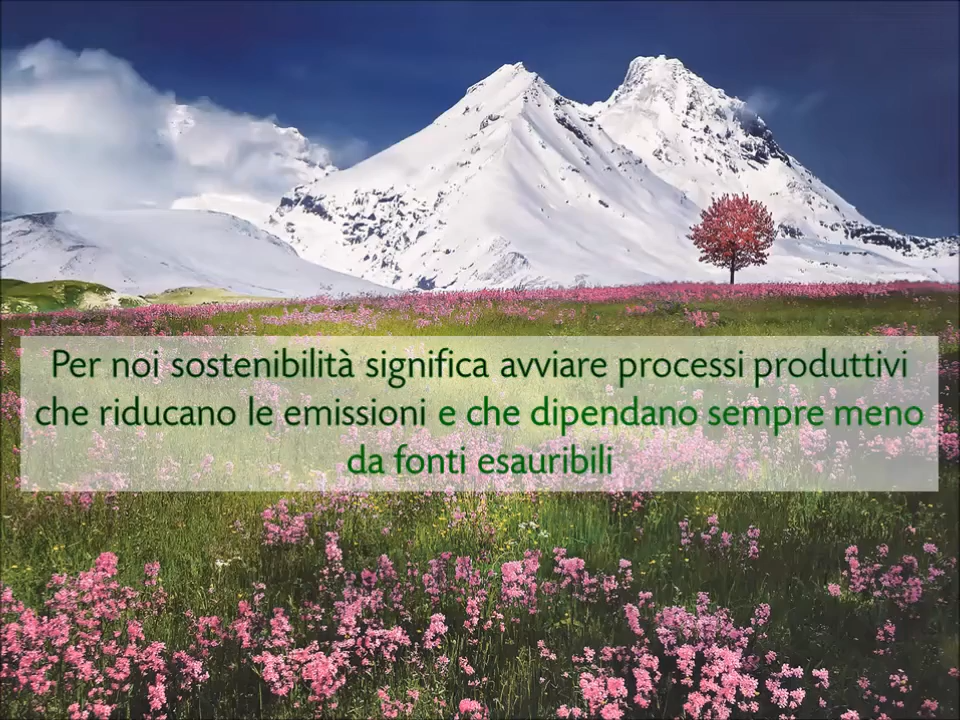 Per noi sostenibilità significa avviare processi produttivi
che riducano le emissioni e che dipendano sempre meno
da fonti esauribili